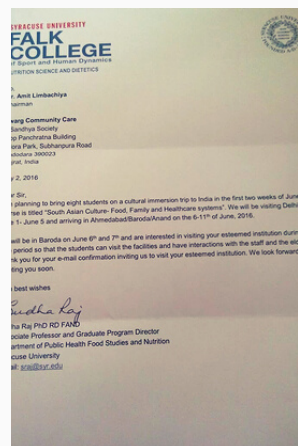 SYRACUSE UNIVERSITY
FALK
COLLEGE
of Sport and Human Dynamics
NUTRITION SCIENCE AND DIETETICS
r. Amit Limbachiya
hairman
warg Community Care
Sandhya Society
p Panchratna Building
ora Park, Subhanpura Road
dodara 390023
rat, India
y 2, 2016
r Sir,
planning to bring eight students on a cultural immersion trip to India in the first two weeks of June
rse is titled "South Asian Culture- Food, Family and Healthcare systems". We will be visiting Delhi
e 1- June 5 and arriving in Ahmedabad/Baroda/Anand on the 6-11th of June, 2016.
will be in Baroda on June 6th and 7th and are interested in visiting your esteemed institution durin
period so that the students can visit the facilities and have interactions with the staff and the eld
nk you for your e-mail confirmation inviting us to visit your esteemed institution. We look forward
ting you soon.
best wishes
Sudha Raj
ha Raj PhD RD FAND
ociate Professor and Graduate Program Director
artment of Public Health Food Studies and Nutrition
acuse University
ail: sraj@syr.edu